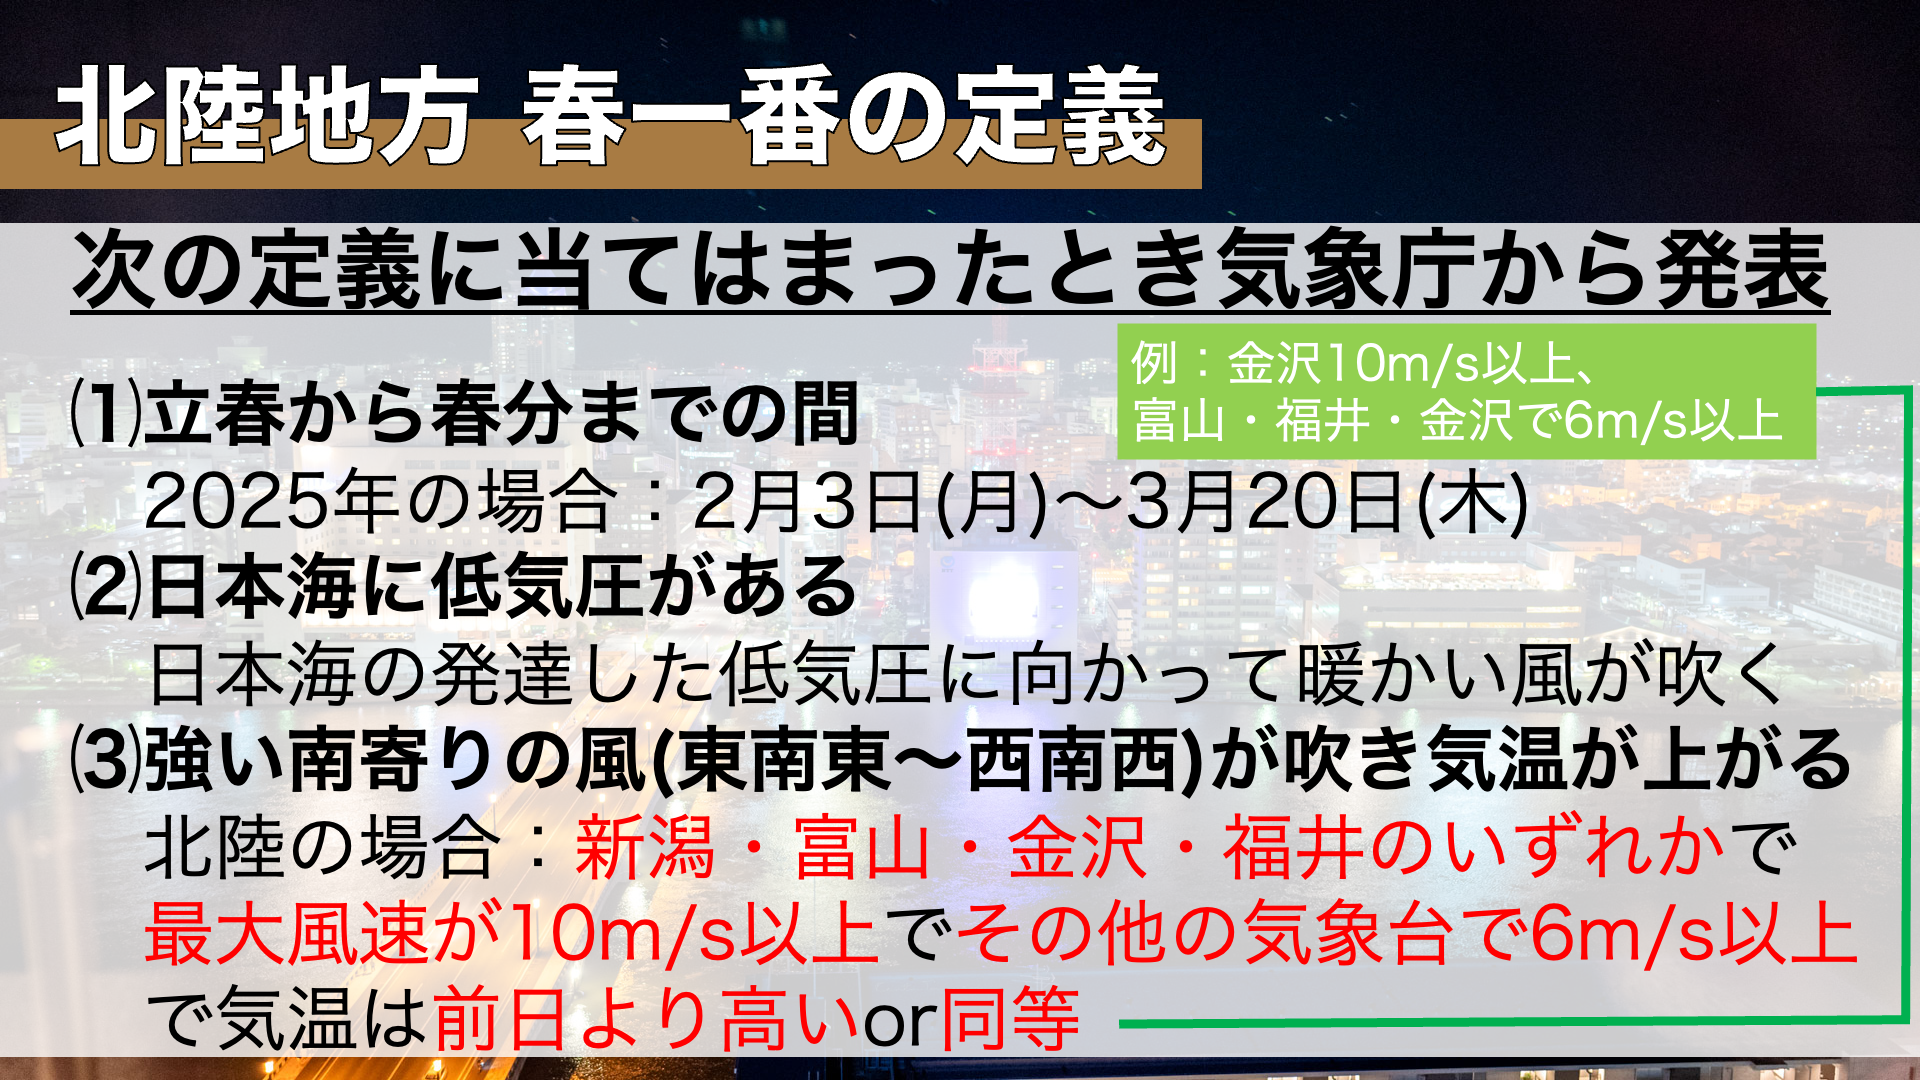 北陸地方 春一番の定義
次の定義に当てはまったとき気象庁から発表
例：金沢10m/s以上、
富山・福井・金沢で6m/s以上
⑴立春から春分までの間
2025年の場合：2月3日(月)～3月20日(木)
⑵日本海に低気圧がある
日本海の発達した低気圧に向かって暖かい風が吹く
⑶強い南寄りの風(東南東～西南西)が吹き気温が上がる
北陸の場合：新潟・富山・金沢・福井のいずれかで
最大風速が10m/s以上でその他の気象台で6m/s以上
で気温は前日より高いor同等